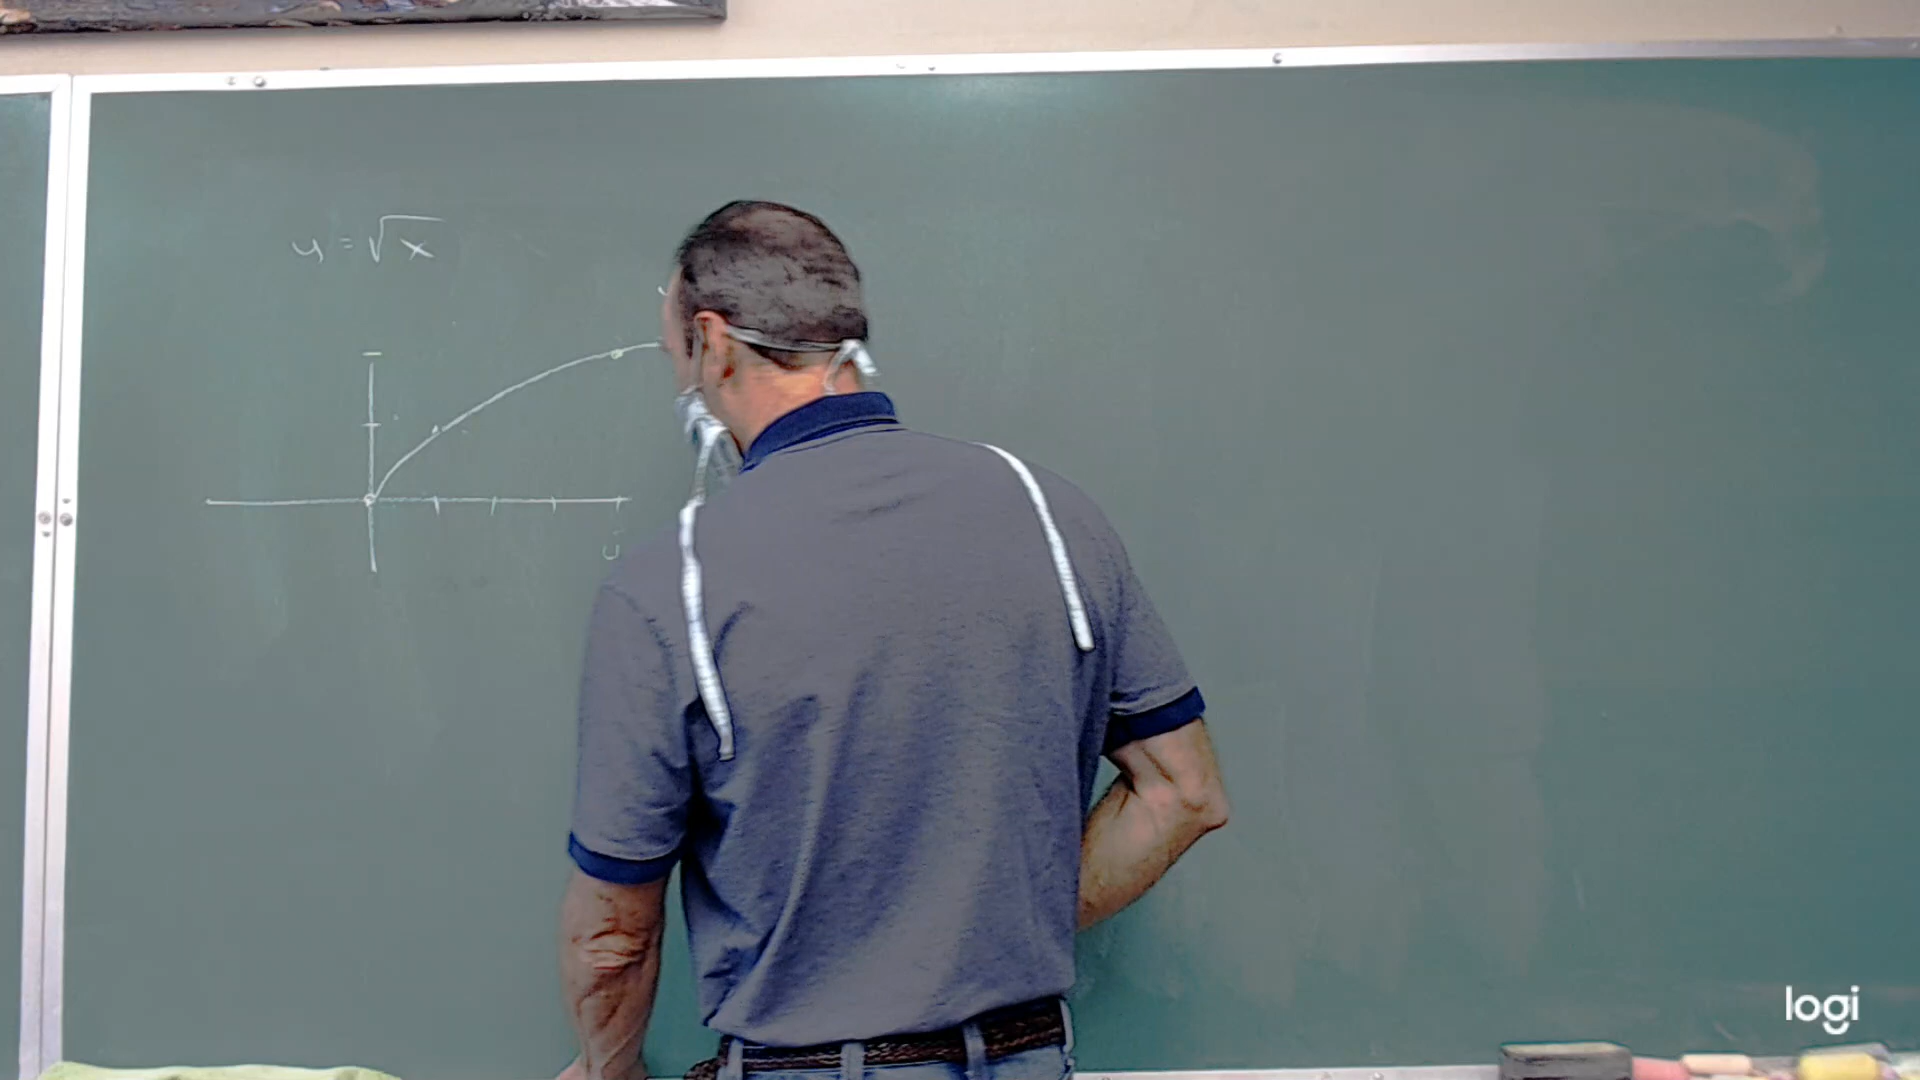 y = √x
logi